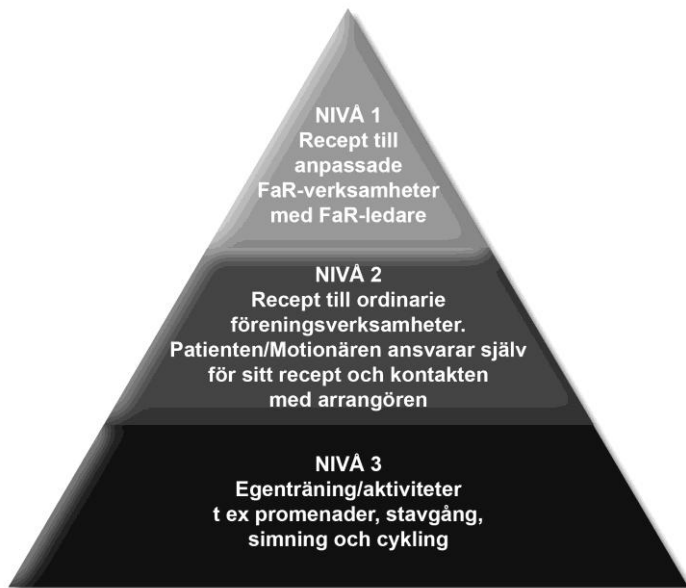 NIVÅ 1
Recept till
anpassade
FaR-verksamheter
med FaR-ledare
NIVÅ 2
Recept till ordinarie
föreningsverksamheter.
Patienten/Motionären ansvarar själv
för sitt recept och kontakten
med arrangören
NIVÅ 3
Egenträning/aktiviteter
t ex promenader, stavgång,
simning och cykling